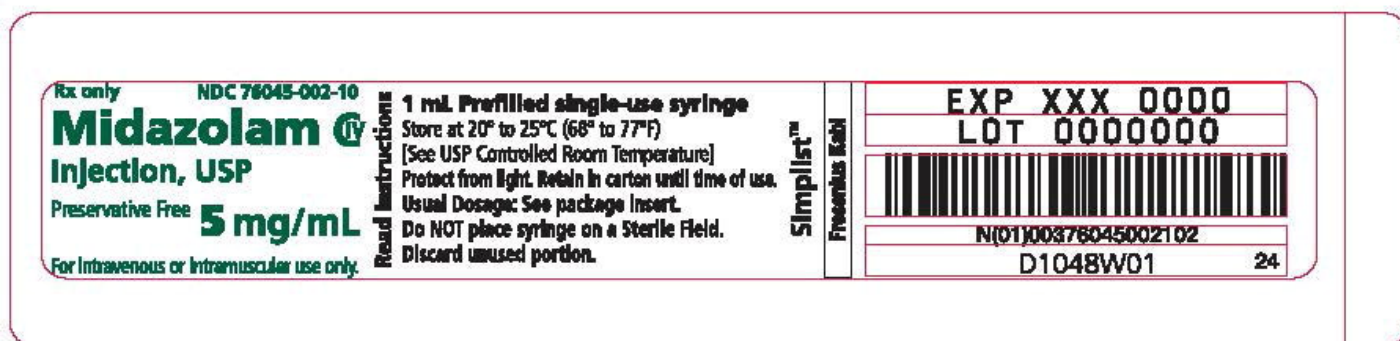 Rx only NDC 76045-002-10
Midazolam CIV
Injection, USP
Preservative Free 5 mg/mL
For Intravenous or Intramuscular use only.
Read Instructions
1 mL Prefilled single-use syringe
Store at 20° to 25°C (68° to 77°F)
[See USP Controlled Room Temperature]
Protect from light. Retain in carton until time of use.
Usual Dosage: See package insert.
Do NOT place syringe on a Sterile Field.
Discard unused portion.
Simplist™
Fresenius Kabi
EXP XXX 0000
LOT 0000000
N(01)00376045002102
D1048W01 24